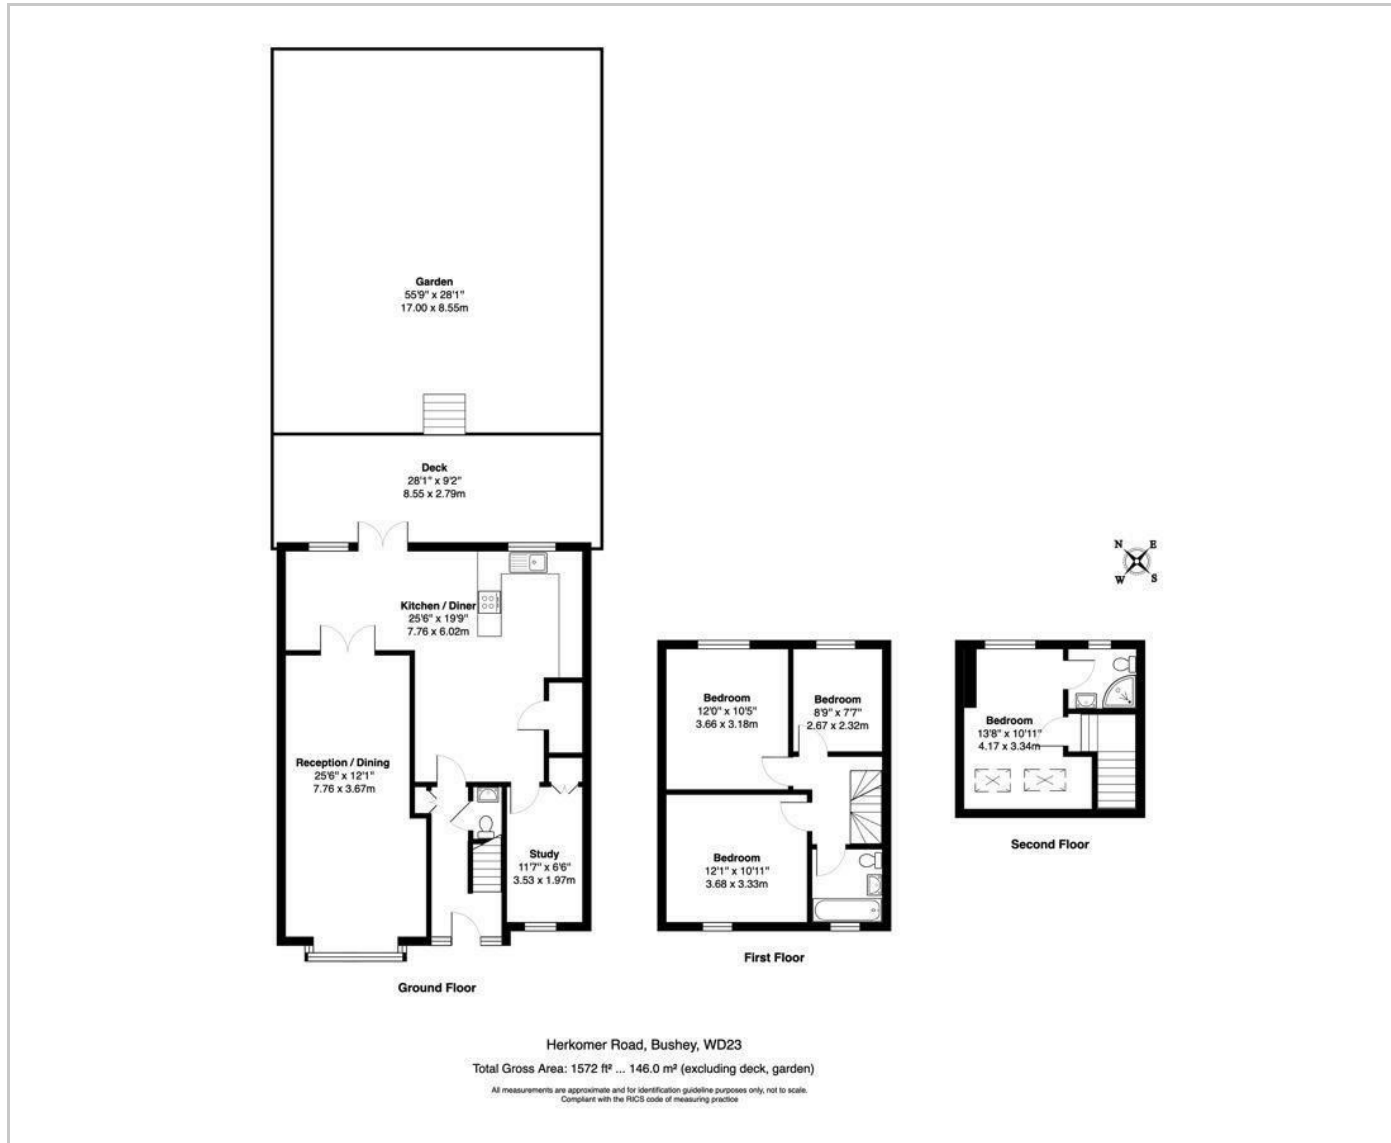 Garden
55'9" x 28'1"
17.00 x 8.55m
Deck
28'1" x 9'2"
8.55 x 2.79m
Kitchen / Diner
25'6" x 19'9"
7.76 x 6.02m
Reception / Dining
25'6" x 12'1"
7.76 x 3.67m
Study
11'7" x 6'6"
3.53 x 1.97m
Ground Floor
Bedroom
12'0" x 10'5"
3.66 x 3.18m
Bedroom
8'9" x 7'7"
2.67 x 2.32m
Bedroom
12'1" x 10'11"
3.68 x 3.33m
First Floor
N E
W S
Bedroom
13'8" x 10'11"
4.17 x 3.34m
Second Floor
Herkomer Road, Bushey, WD23
Total Gross Area: 1572 ft² ... 146.0 m² (excluding deck, garden)
All measurements are approximate and for identification guideline purposes only, not to scale.
Compliant with the RICS code of measuring practice